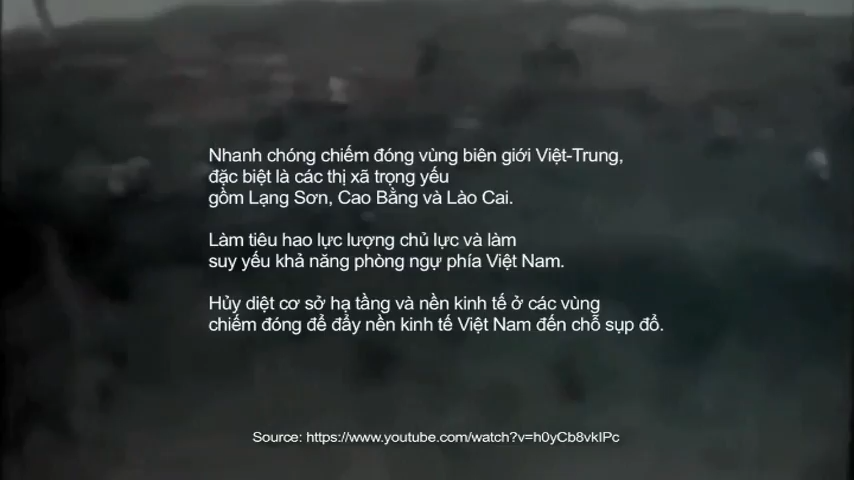 Nhanh chóng chiếm đóng vùng biên giới Việt-Trung,
đặc biệt là các thị xã trọng yếu
gồm Lạng Sơn, Cao Bằng và Lào Cai.
Làm tiêu hao lực lượng chủ lực và làm
suy yếu khả năng phòng ngự phía Việt Nam.
Hủy diệt cơ sở hạ tầng và nền kinh tế ở các vùng
chiếm đóng để đẩy nền kinh tế Việt Nam đến chỗ sụp đổ.
Source: https://www.youtube.com/watch?v=h0yCb8vkIPc